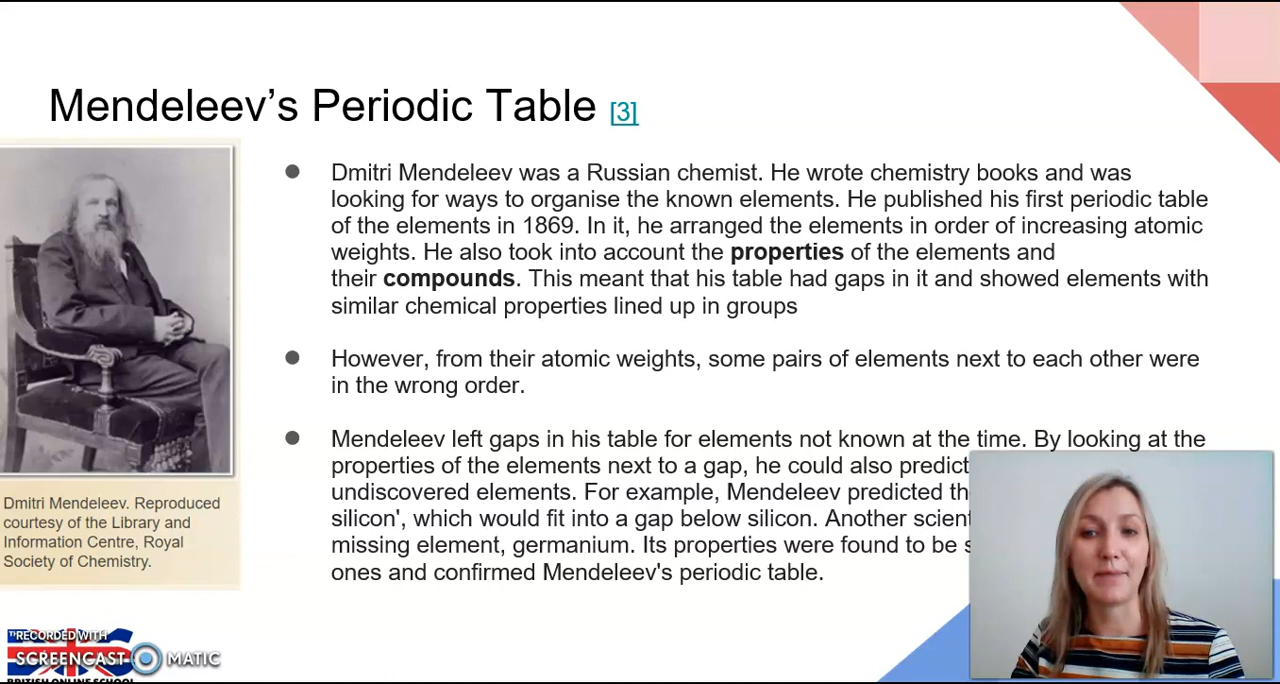 Mendeleev’s Periodic Table [3]
Dmitri Mendeleev was a Russian chemist. He wrote chemistry books and was
looking for ways to organise the known elements. He published his first periodic table
of the elements in 1869. In it, he arranged the elements in order of increasing atomic
weights. He also took into account the properties of the elements and
their compounds. This meant that his table had gaps in it and showed elements with
similar chemical properties lined up in groups
However, from their atomic weights, some pairs of elements next to each other were
in the wrong order.
Mendeleev left gaps in his table for elements not known at the time. By looking at the
properties of the elements next to a gap, he could also predict
undiscovered elements. For example, Mendeleev predicted
silicon', which would fit into a gap below silicon. Another
missing element, germanium. Its properties were found to be
ones and confirmed Mendeleev's periodic table.
Dmitri Mendeleev. Reproduced
courtesy of the Library and
Information Centre, Royal
Society of Chemistry.
RECORDED WITH
SCREENCAST MATIC
BRITISH ONLINE SCHOOL